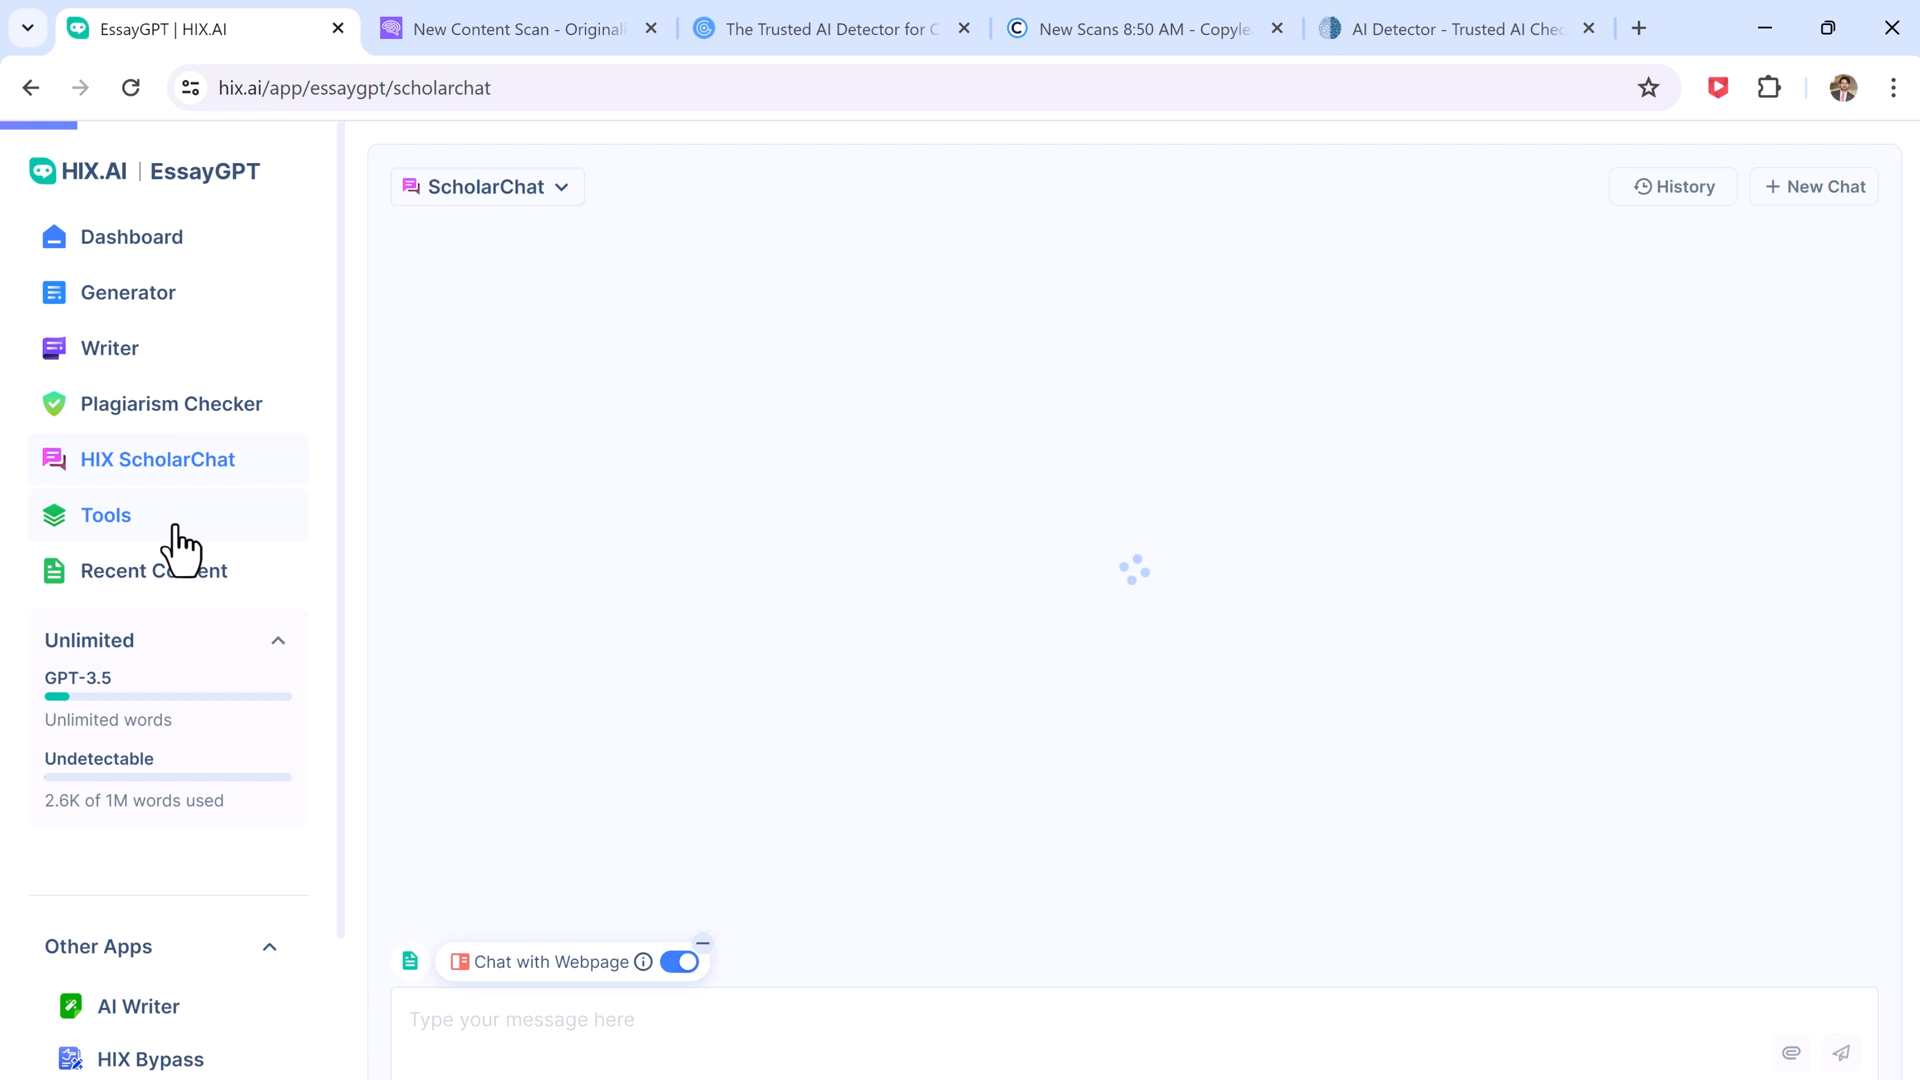 EssayGPT | HIX.AI
New Content Scan - Originali
The Trusted AI Detector for C
New Scans 8:50 AM - Copyle
AI Detector - Trusted AI Chec
hix.ai/app/essaygpt/scholarchat
HIX.AI | EssayGPT
ScholarChat
History
+ New Chat
Dashboard
Generator
Writer
Plagiarism Checker
HIX ScholarChat
Tools
Recent Content
Unlimited
GPT-3.5
Unlimited words
Undetectable
2.6K of 1M words used
Other Apps
Chat with Webpage
AI Writer
Type your message here
HIX Bypass